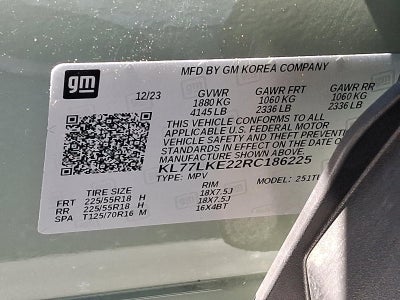 gm
MFD BY GM KOREA COMPANY
12/23 GVWR GAWR FRT GAWR RR
1880 KG 1060 KG 1060 KG
4145 LB 2336 LB 2336 LB
THIS VEHICLE CONFORMS TO ALL
APPLICABLE U.S. FEDERAL MOTOR
VEHICLE SAFETY AND THEFT PREVENTION
STANDARDS IN EFFECT ON THE DATE OF
MANUFACTURE SHOWN ABOVE.
KL77LKE22RC186225
TYPE: MPV MODEL:
TIRE SIZE RIM
FRT 225/55R18 H 18X7.5J
RR 225/55R18 H 18X7.5J
SPA T125/70R16 M 16X4BT